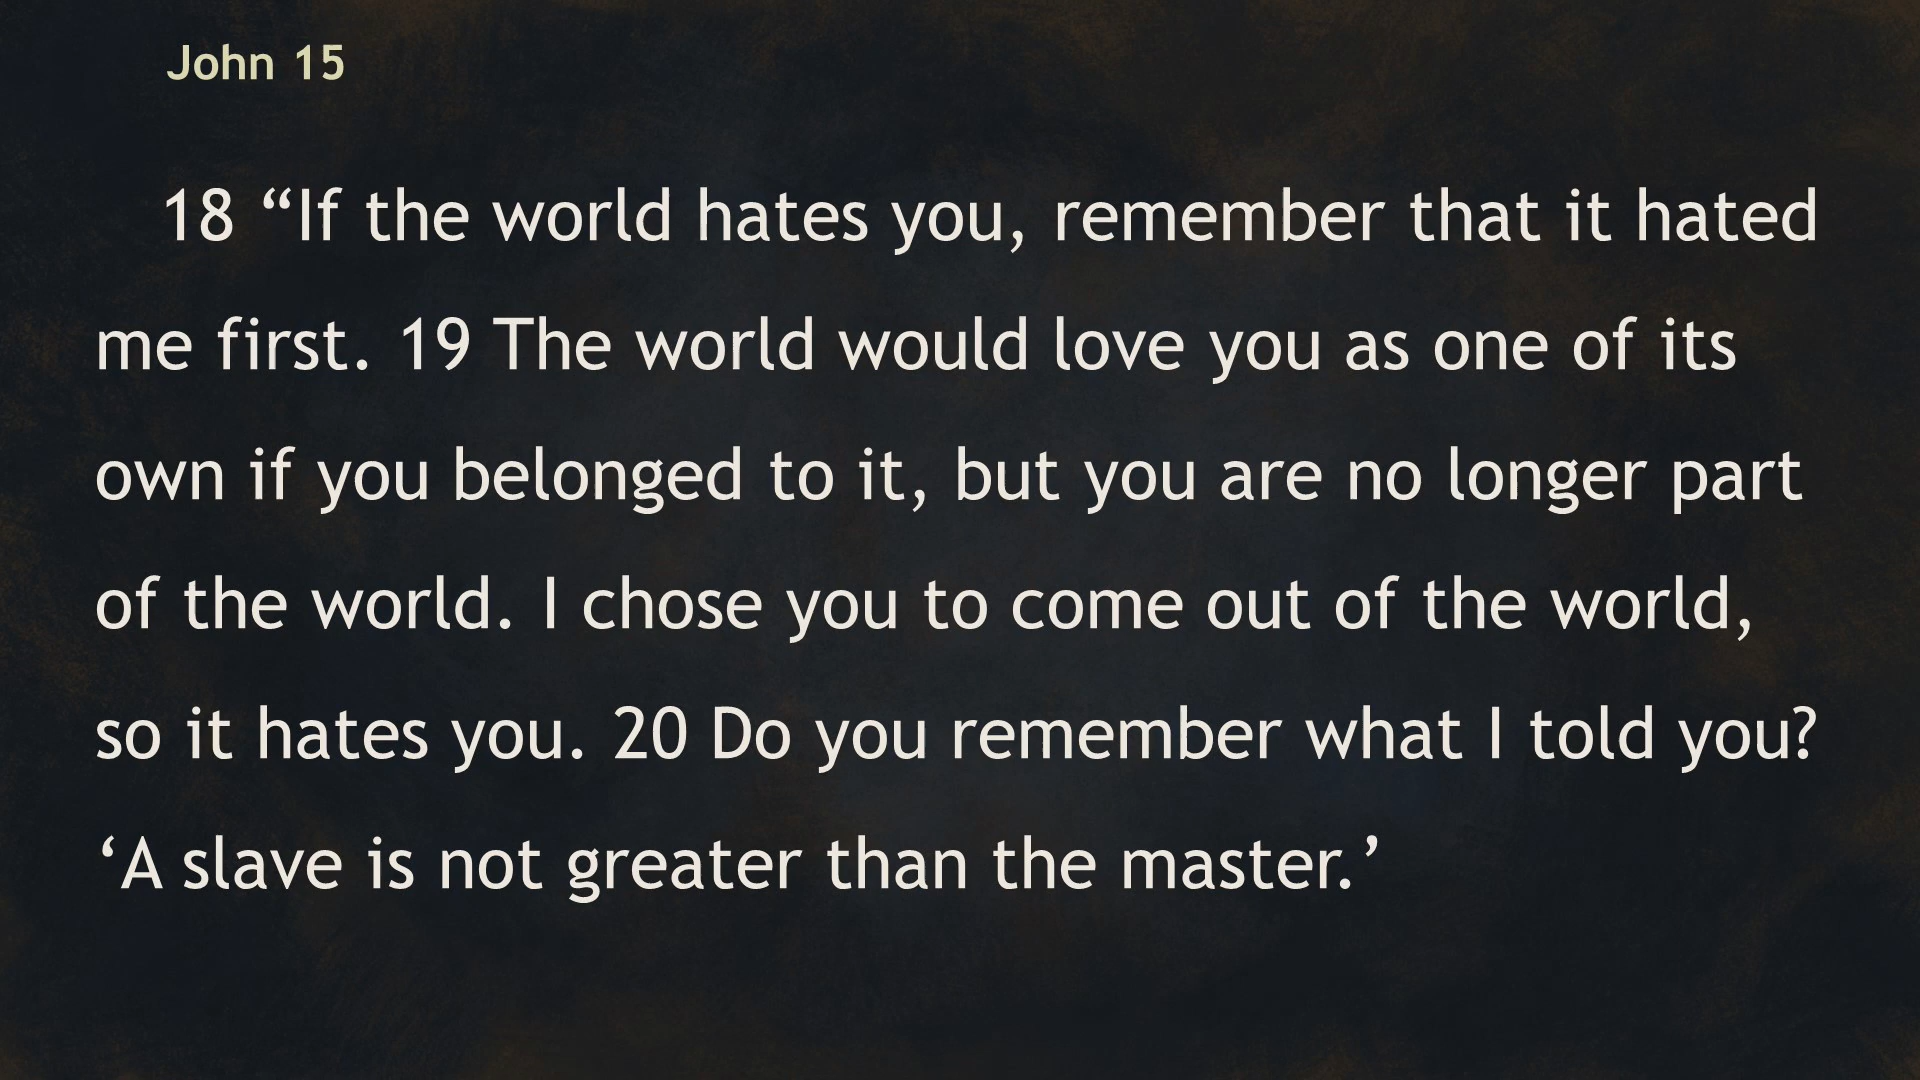 John 15
18 “If the world hates you, remember that it hated
me first. 19 The world would love you as one of its
own if you belonged to it, but you are no longer part
of the world. I chose you to come out of the world,
so it hates you. 20 Do you remember what I told you?
‘A slave is not greater than the master.’